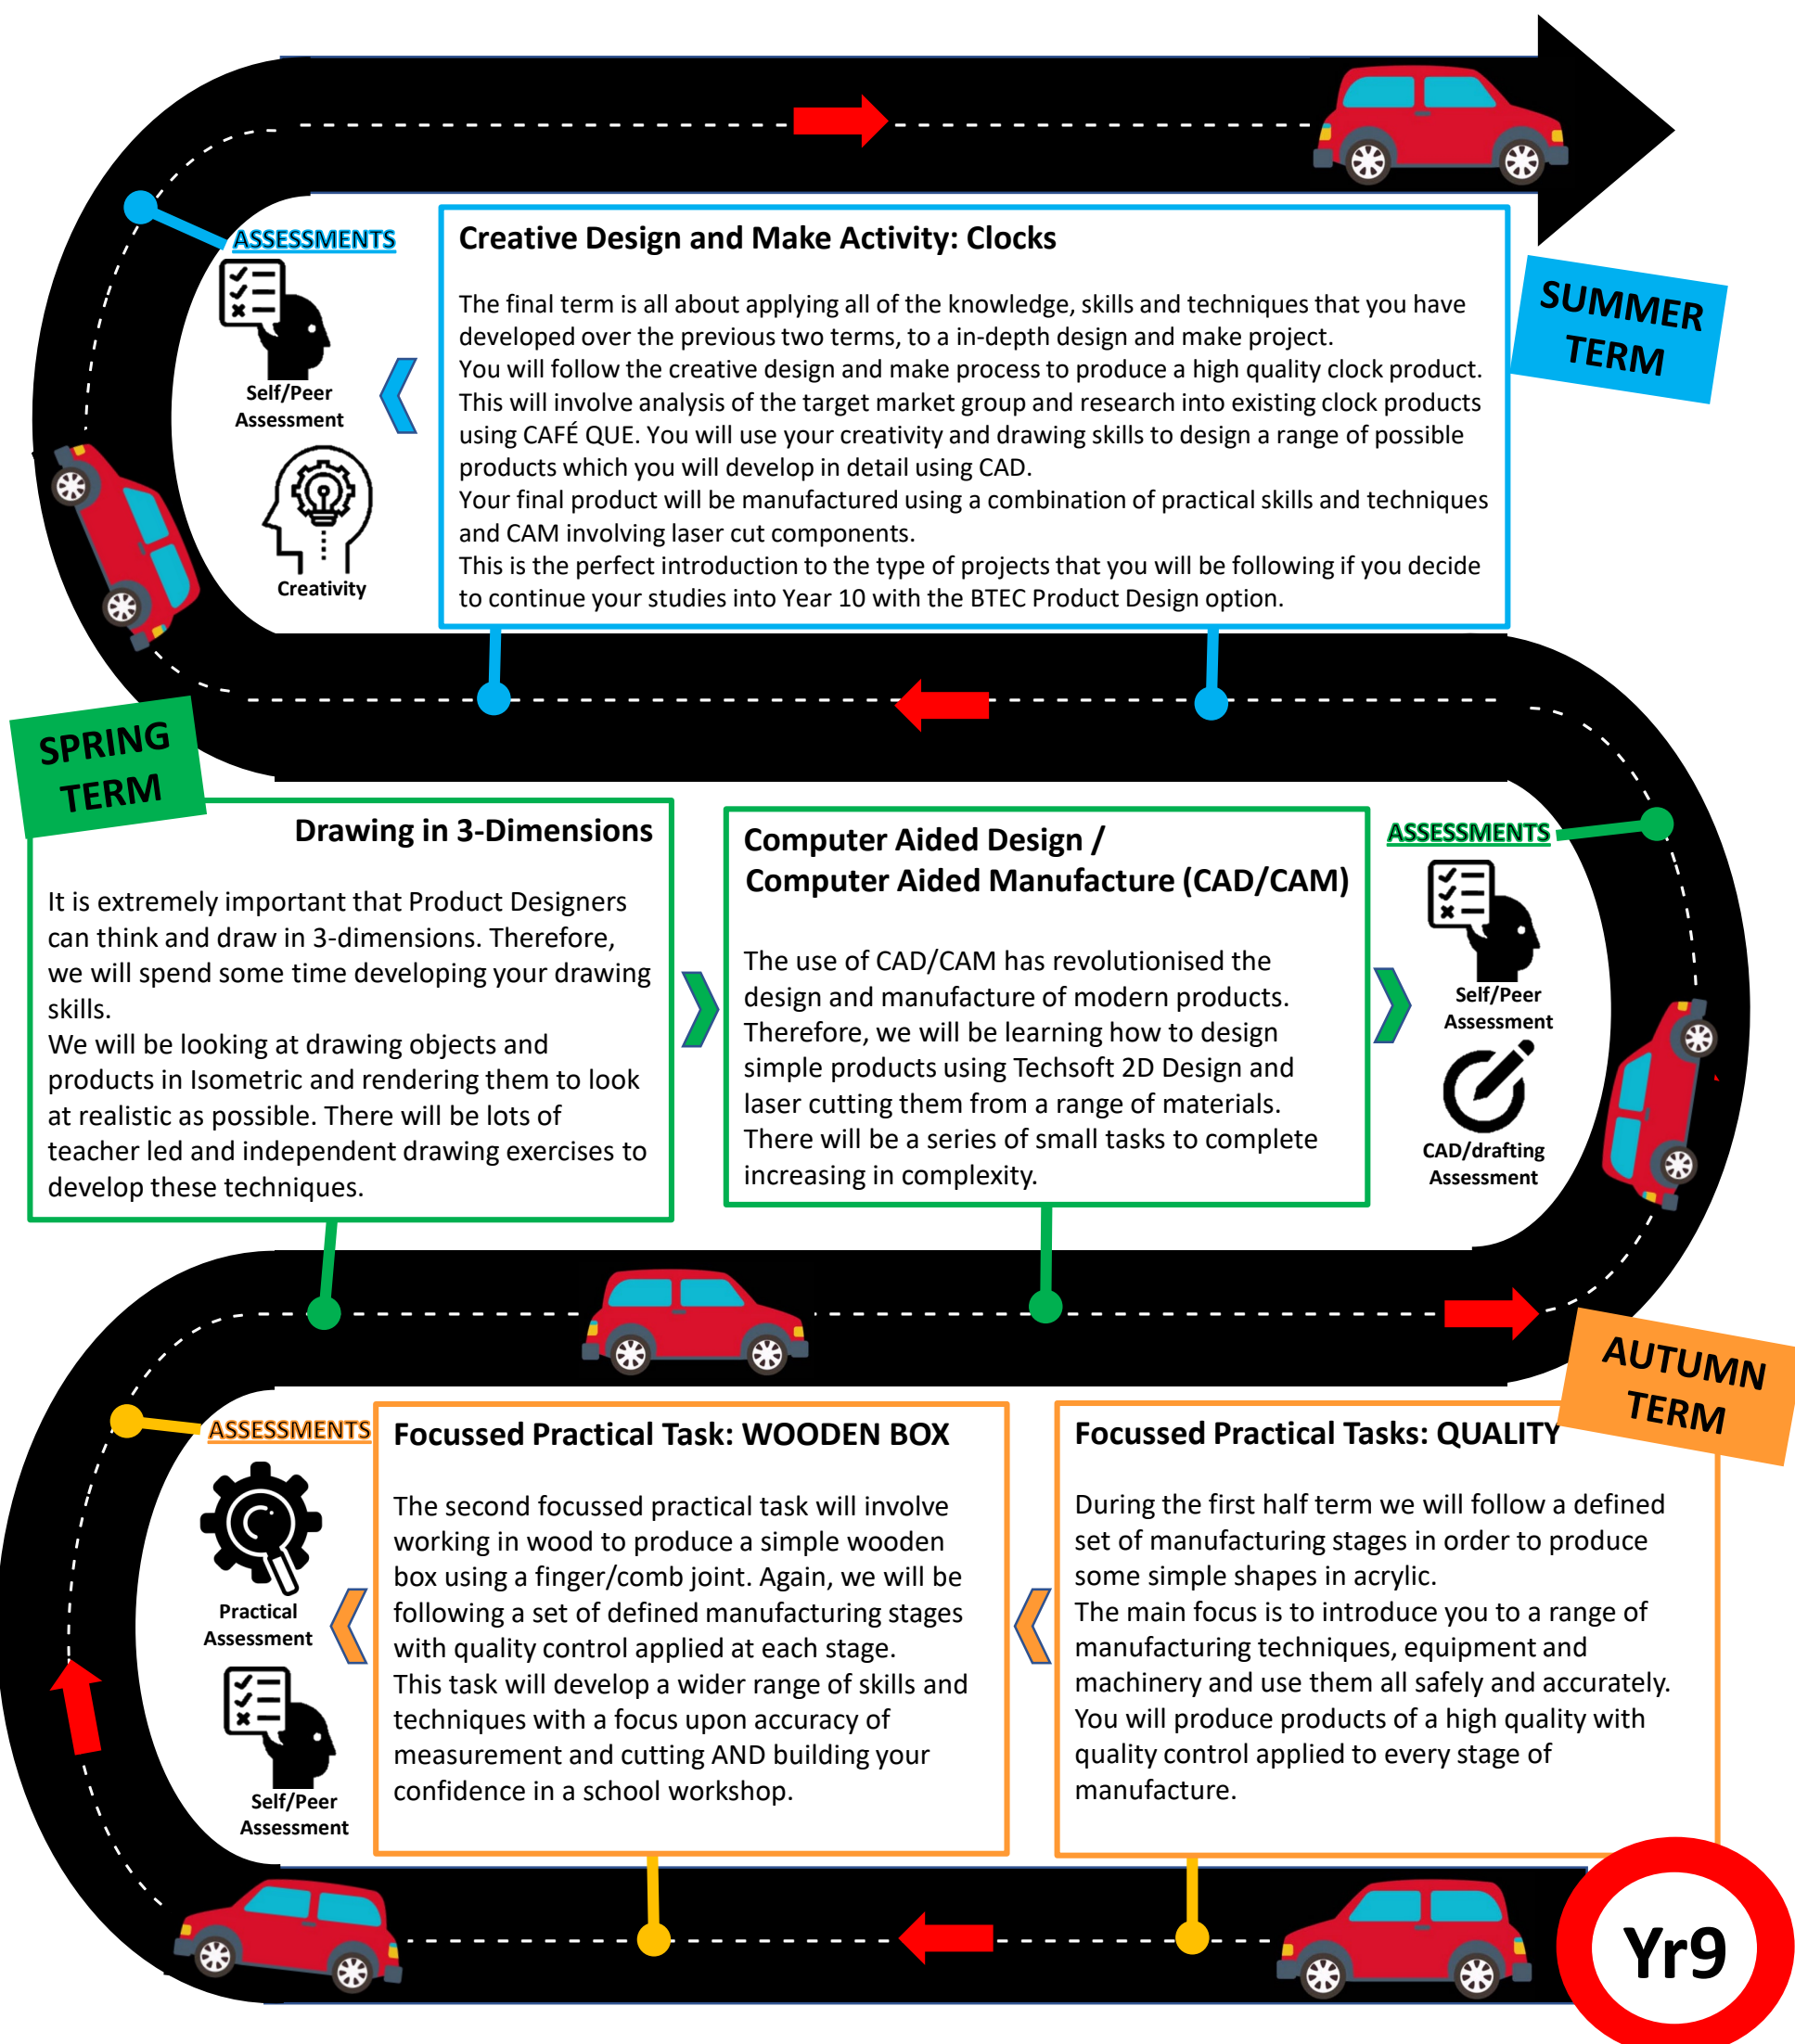 ASSESSMENTS
Self/Peer
Assessment
Creativity
Creative Design and Make Activity: Clocks
The final term is all about applying all of the knowledge, skills and techniques that you have
developed over the previous two terms, to a in-depth design and make project.
You will follow the creative design and make process to produce a high quality clock product.
This will involve analysis of the target market group and research into existing clock products
using CAFÉ QUE. You will use your creativity and drawing skills to design a range of possible
products which you will develop in detail using CAD.
Your final product will be manufactured using a combination of practical skills and techniques
and CAM involving laser cut components.
This is the perfect introduction to the type of projects that you will be following if you decide
to continue your studies into Year 10 with the BTEC Product Design option.
SUMMER
TERM
SPRING
TERM
Drawing in 3-Dimensions
It is extremely important that Product Designers
can think and draw in 3-dimensions. Therefore,
we will spend some time developing your drawing
skills.
We will be looking at drawing objects and
products in Isometric and rendering them to look
at realistic as possible. There will be lots of
teacher led and independent drawing exercises to
develop these techniques.
Computer Aided Design /
Computer Aided Manufacture (CAD/CAM)
The use of CAD/CAM has revolutionised the
design and manufacture of modern products.
Therefore, we will be learning how to design
simple products using Techsoft 2D Design and
laser cutting them from a range of materials.
There will be a series of small tasks to complete
increasing in complexity.
ASSESSMENTS
Self/Peer
Assessment
CAD/drafting
Assessment
AUTUMN
TERM
ASSESSMENTS
Practical
Assessment
Self/Peer
Assessment
Focussed Practical Task: WOODEN BOX
The second focussed practical task will involve
working in wood to produce a simple wooden
box using a finger/comb joint. Again, we will be
following a set of defined manufacturing stages
with quality control applied at each stage.
This task will develop a wider range of skills and
techniques with a focus upon accuracy of
measurement and cutting AND building your
confidence in a school workshop.
Focussed Practical Tasks: QUALITY
During the first half term we will follow a defined
set of manufacturing stages in order to produce
some simple shapes in acrylic.
The main focus is to introduce you to a range of
manufacturing techniques, equipment and
machinery and use them all safely and accurately.
You will produce products of a high quality with
quality control applied to every stage of
manufacture.
Yr9